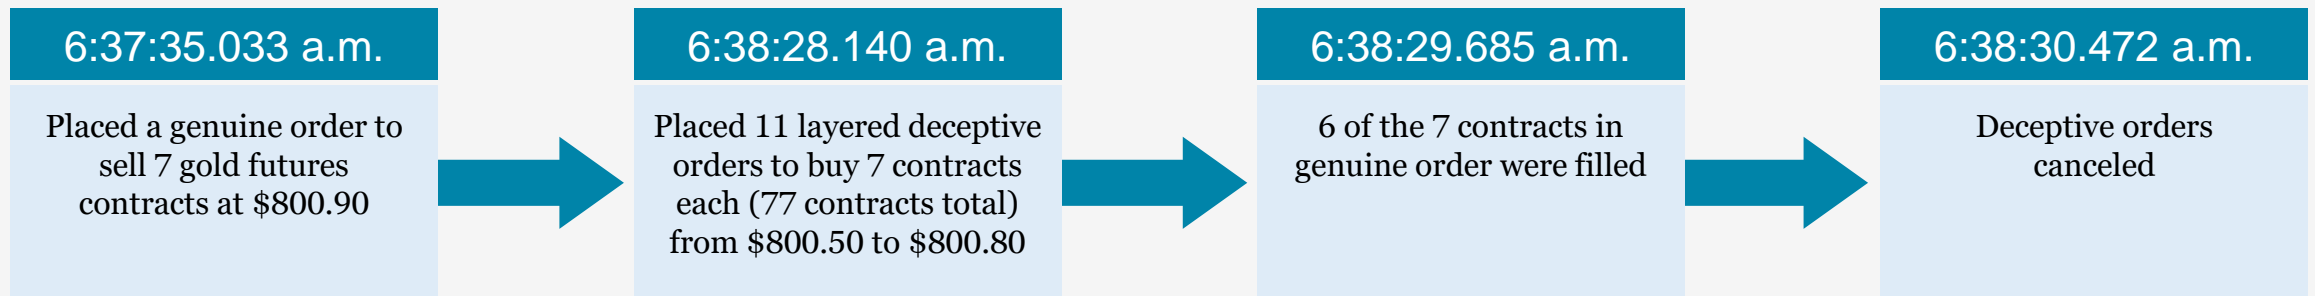 6:37:35.033 a.m.
Placed a genuine order to
sell 7 gold futures
contracts at $800.90
6:38:28.140 a.m.
Placed 11 layered deceptive
orders to buy 7 contracts
each (77 contracts total)
from $800.50 to $800.80
6:38:29.685 a.m.
6 of the 7 contracts in
genuine order were filled
6:38:30.472 a.m.
Deceptive orders
canceled